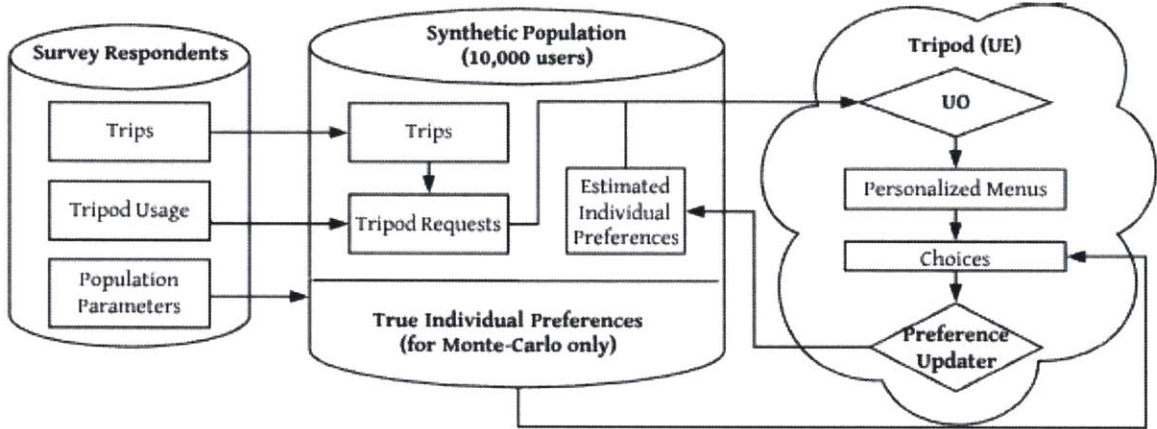 Survey Respondents
Trips
Tripod Usage
Population
Parameters
Synthetic Population
(10,000 users)
Trips
Tripod Requests
Estimated
Individual
Preferences
True Individual Preferences
(for Monte-Carlo only)
Tripod (UE)
UO
Personalized Menus
Choices
Preference
Updater